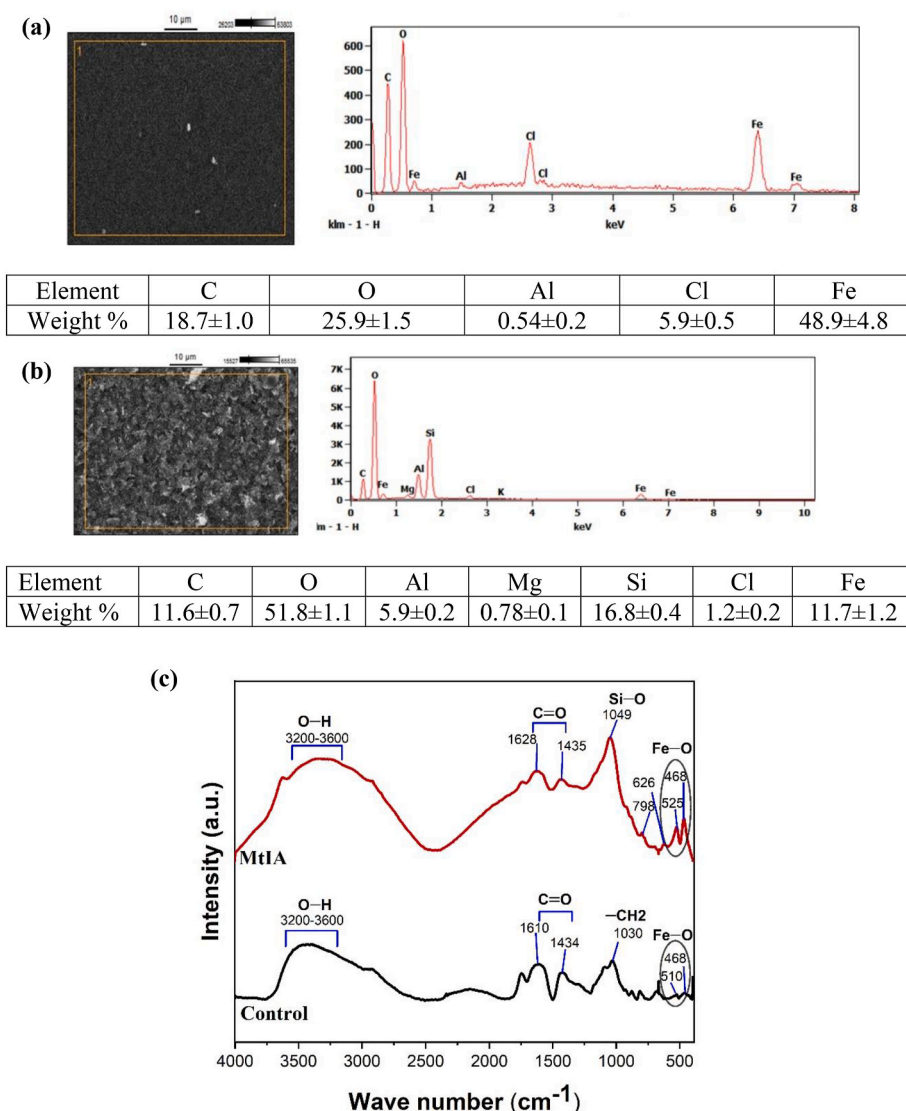 (a)
10 µm
26203
63803
1
600
500
400
300
200
100
0
C
O
Fe
Al
Cl
Cl
Fe
Fe
0 1 2 3 4 5 6 7 8
klm - 1 - H
keV
Element C O Al Cl Fe
Weight % 18.7±1.0 25.9±1.5 0.54±0.2 5.9±0.5 48.9±4.8
(b)
10 µm
65535
7K
6K
5K
4K
3K
2K
1K
0
C
O
Fe
Mg
Al
Si
Cl
K
Fe
Fe
0 1 2 3 4 5 6 7 8 9 10
lm - 1 - H
keV
Element C O Al Mg Si Cl Fe
Weight % 11.6±0.7 51.8±1.1 5.9±0.2 0.78±0.1 16.8±0.4 1.2±0.2 11.7±1.2
(c)
O−H
3200-3600
C=O
1628
1435
Si−O
1049
Fe−O
468
626
525
798
MtIA
O−H
3200-3600
C=O
1610
1434
−CH2
1030
Fe−O
468
510
Control
Intensity (a.u.)
4000 3500 3000 2500 2000 1500 1000 500
Wave number (cm-1)